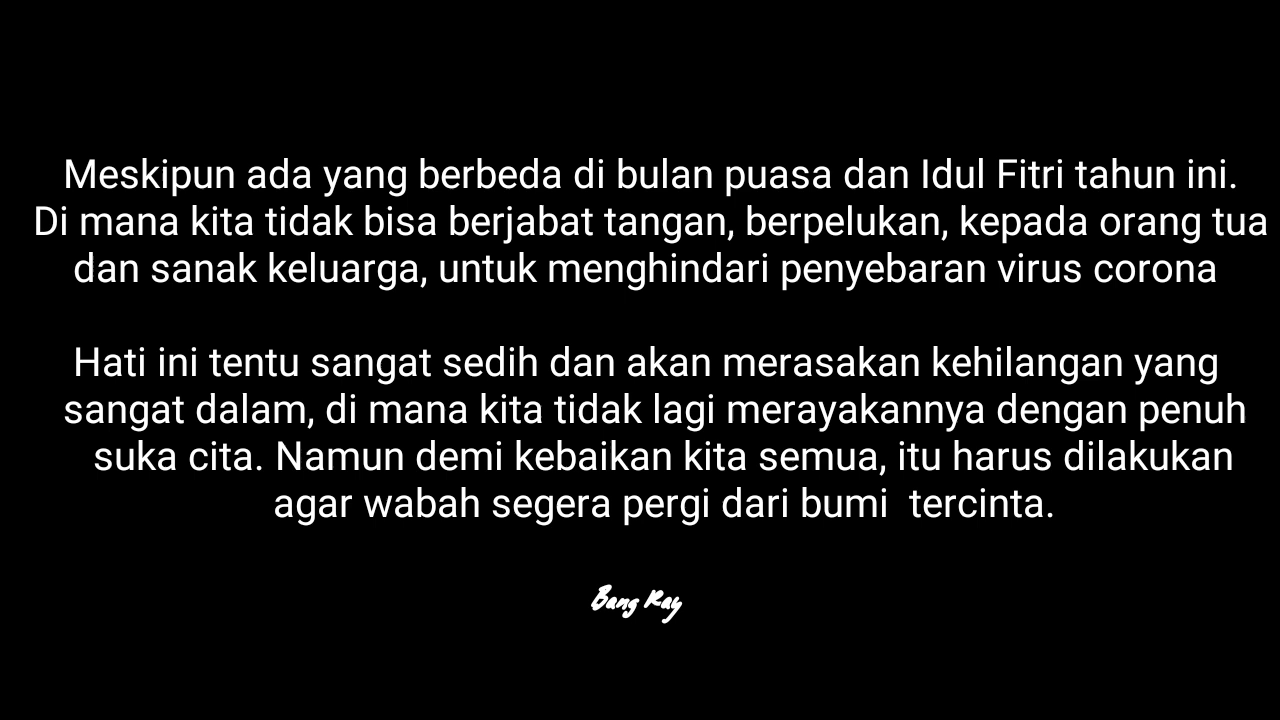 Meskipun ada yang berbeda di bulan puasa dan Idul Fitri tahun ini.
Di mana kita tidak bisa berjabat tangan, berpelukan, kepada orang tua
dan sanak keluarga, untuk menghindari penyebaran virus corona
Hati ini tentu sangat sedih dan akan merasakan kehilangan yang
sangat dalam, di mana kita tidak lagi merayakannya dengan penuh
suka cita. Namun demi kebaikan kita semua, itu harus dilakukan
agar wabah segera pergi dari bumi  tercinta.
Bang Ray